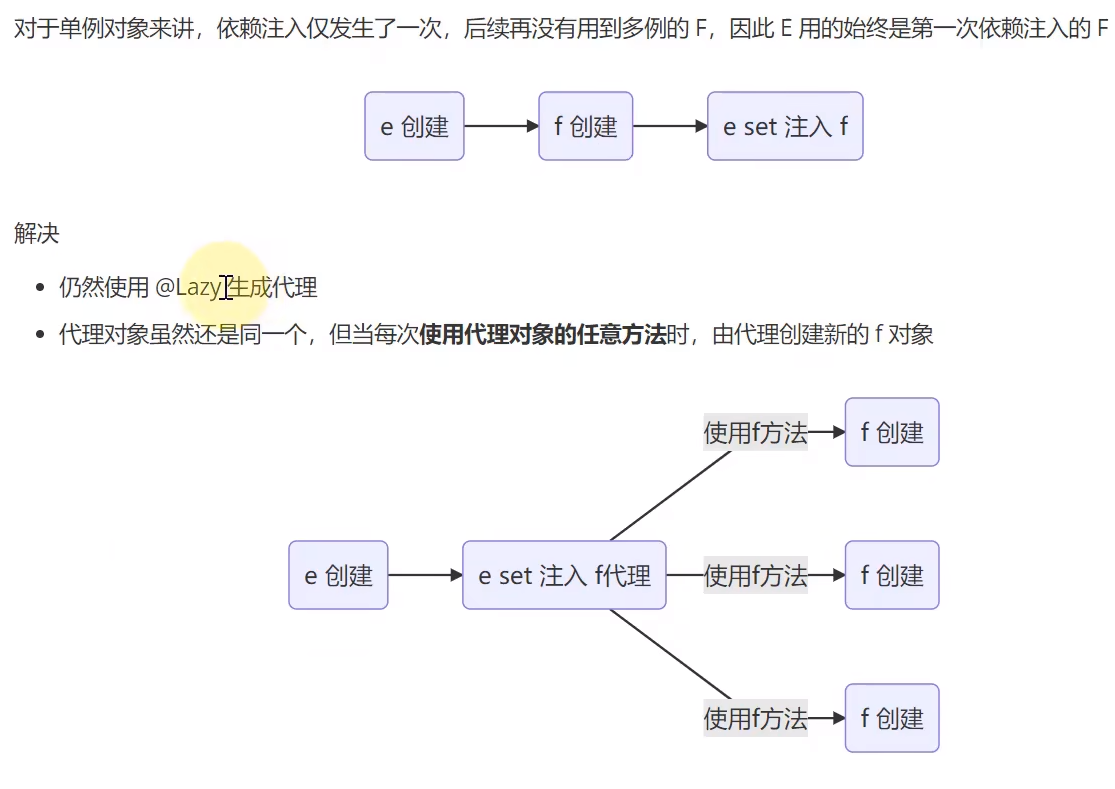 对于单例对象来讲，依赖注入仅发生了一次，后续再没有用到多例的 F，因此 E 用的始终是第一次依赖注入的 F
e 创建
f 创建
e set 注入 f
解决
仍然使用 @Lazy 生成代理
代理对象虽然还是同一个，但当每次使用代理对象的任意方法时，由代理创建新的 f 对象
使用f方法
f 创建
e 创建
e set 注入 f代理
使用f方法
f 创建
使用f方法
f 创建